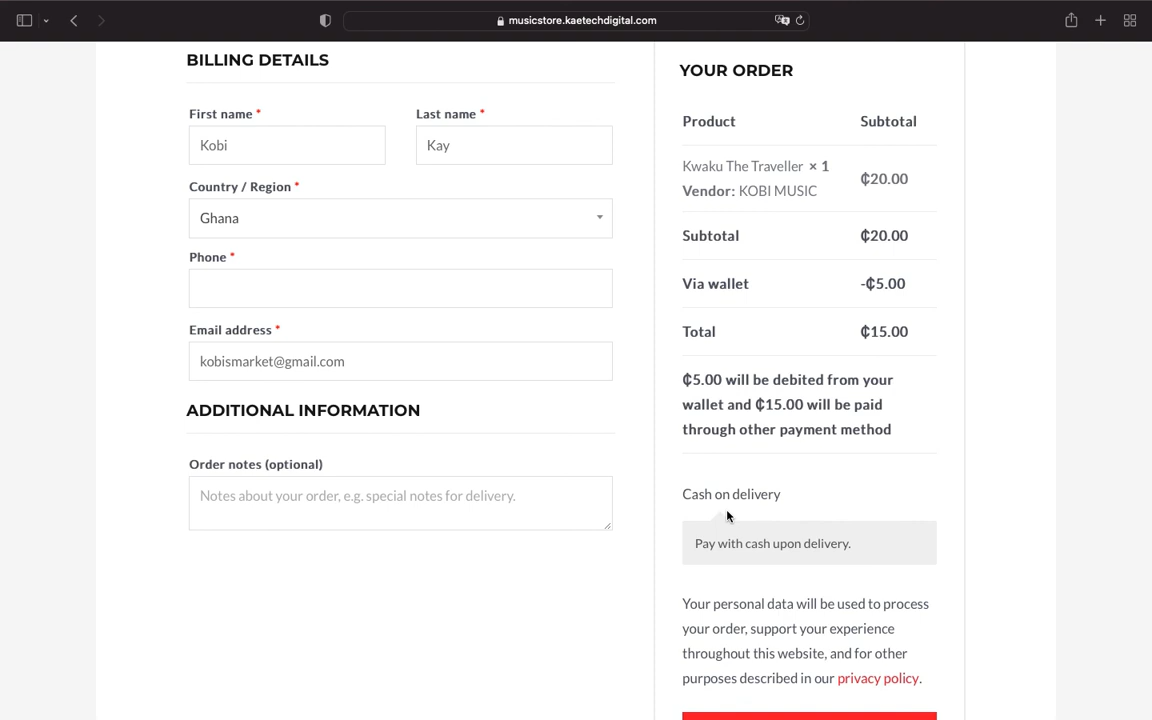 musicstore.kaetechdigital.com
BILLING DETAILS
First name *
Last name *
Kobi
Kay
Country / Region *
Ghana
Phone *
Email address *
kobismarket@gmail.com
ADDITIONAL INFORMATION
Order notes (optional)
Notes about your order, e.g. special notes for delivery.
YOUR ORDER
Product Subtotal
Kwaku The Traveller × 1
Vendor: KOBI MUSIC
₵20.00
Subtotal ₵20.00
Via wallet -₵5.00
Total ₵15.00
₵5.00 will be debited from your
wallet and ₵15.00 will be paid
through other payment method
Cash on delivery
Pay with cash upon delivery.
Your personal data will be used to process
your order, support your experience
throughout this website, and for other
purposes described in our privacy policy.